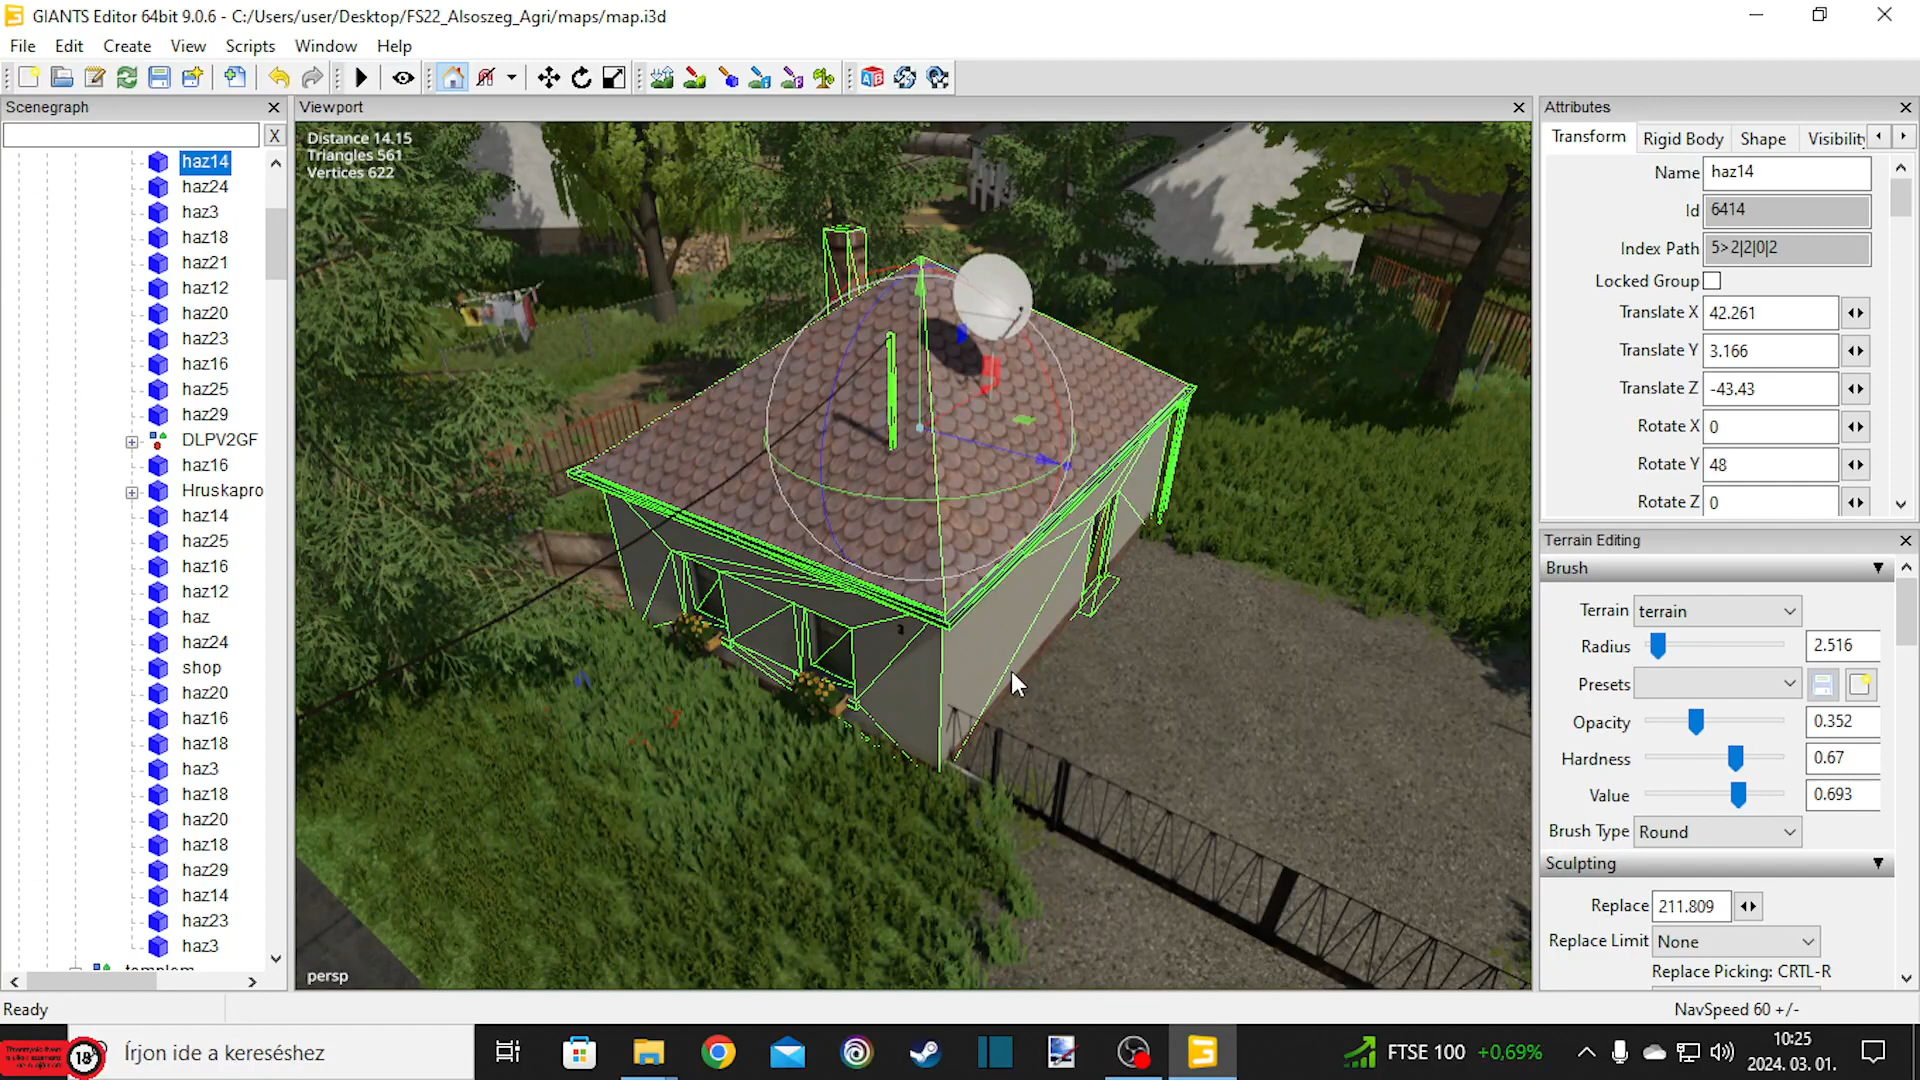 GIANTS Editor 64bit 9.0.6 - C:/Users/user/Desktop/FS22_Alsoszeg_Agri/maps/map.i3d
File Edit Create View Scripts Window Help
Scenegraph
X
haz14
haz24
haz3
haz18
haz21
haz12
haz20
haz23
haz16
haz25
haz29
DLPV2GF
haz16
Hruskapro
haz14
haz25
haz16
haz12
haz
haz24
shop
haz20
haz16
haz18
haz3
haz18
haz20
haz18
haz29
haz14
haz23
haz3
templom
Viewport
Distance 14.15
Triangles 561
Vertices 622
persp
Attributes
Transform Rigid Body Shape Visibility
Name haz14
Id 6414
Index Path 5>2|2|0|2
Locked Group
Translate X 42.261
Translate Y 3.166
Translate Z -43.43
Rotate X 0
Rotate Y 48
Rotate Z 0
Terrain Editing
Brush
Terrain terrain
Radius 2.516
Presets
Opacity 0.352
Hardness 0.67
Value 0.693
Brush Type Round
Sculpting
Replace 211.809
Replace Limit None
Replace Picking: CRTL-R
Ready
NavSpeed 60 +/-
18
Írjon ide a kereséshez
FTSE 100 +0,69%
10:25
2024. 03. 01.